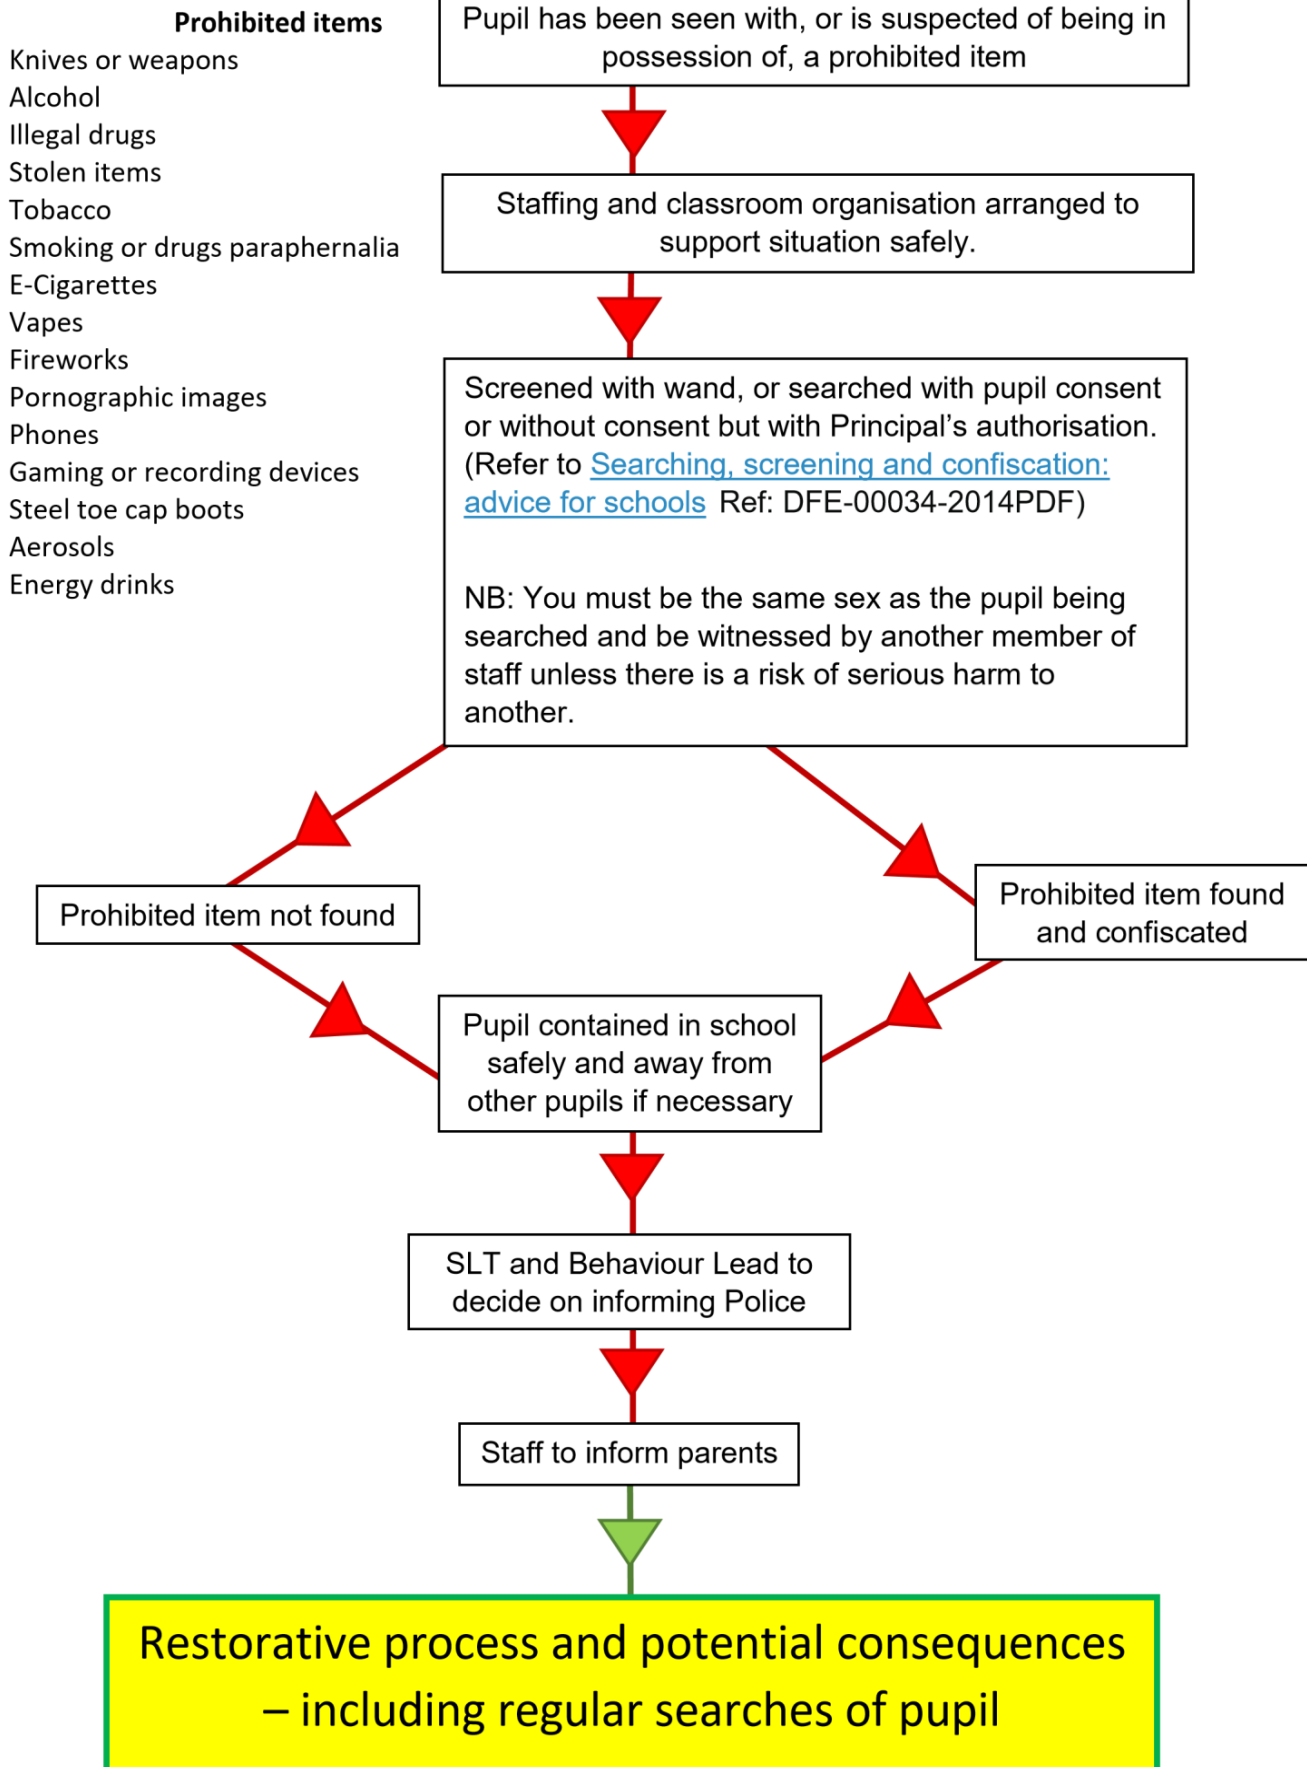 Prohibited items
Knives or weapons
Alcohol
Illegal drugs
Stolen items
Tobacco
Smoking or drugs paraphernalia
E-Cigarettes
Vapes
Fireworks
Pornographic images
Phones
Gaming or recording devices
Steel toe cap boots
Aerosols
Energy drinks
Pupil has been seen with, or is suspected of being in
possession of, a prohibited item
Staffing and classroom organisation arranged to
support situation safely.
Screened with wand, or searched with pupil consent
or without consent but with Principal’s authorisation.
(Refer to Searching, screening and confiscation:
advice for schools Ref: DFE-00034-2014PDF)
NB: You must be the same sex as the pupil being
searched and be witnessed by another member of
staff unless there is a risk of serious harm to
another.
Prohibited item not found
Prohibited item found
and confiscated
Pupil contained in school
safely and away from
other pupils if necessary
SLT and Behaviour Lead to
decide on informing Police
Staff to inform parents
Restorative process and potential consequences
– including regular searches of pupil